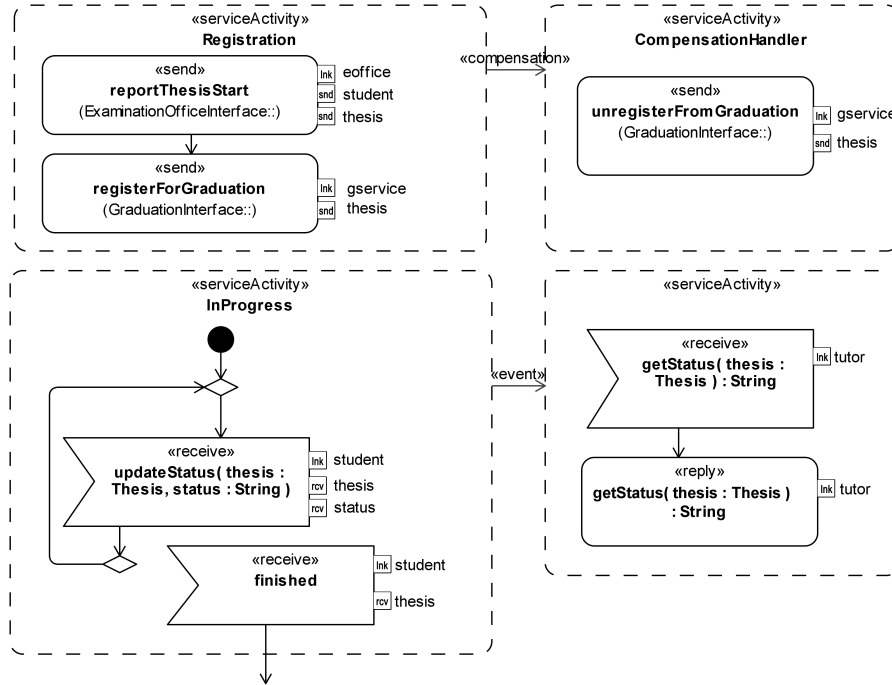 «serviceActivity»
Registration
«send»
reportThesisStart
(ExaminationOfficeInterface::)
lnk eoffice
snd student
snd thesis
«send»
registerForGraduation
(GraduationInterface::)
lnk gservice
snd thesis
«compensation»
«serviceActivity»
CompensationHandler
«send»
unregisterFromGraduation
(GraduationInterface::)
lnk gservice
snd thesis
«serviceActivity»
InProgress
«receive»
updateStatus( thesis :
Thesis, status : String )
lnk student
rcv thesis
rcv status
«receive»
finished
lnk student
rcv thesis
«event»
«serviceActivity»
«receive»
getStatus( thesis :
Thesis ) : String
lnk tutor
«reply»
getStatus( thesis : Thesis )
: String
lnk tutor